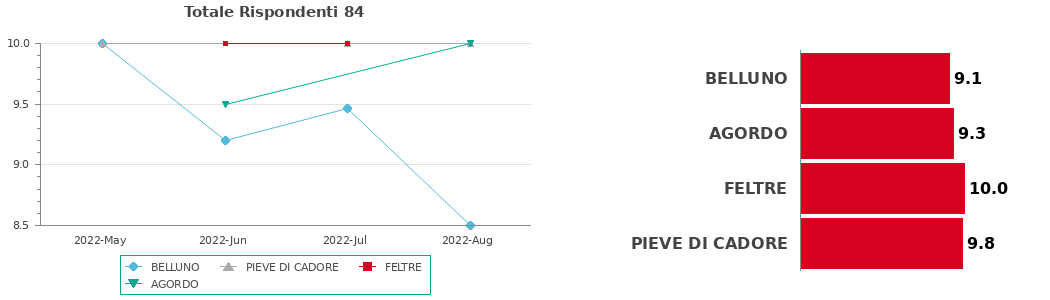 Totale Rispondenti 84
10.0
9.5
9.0
8.5
2022-May 2022-Jun 2022-Jul 2022-Aug
BELLUNO PIEVE DI CADORE FELTRE
AGORDO
BELLUNO 9.1
AGORDO 9.3
FELTRE 10.0
PIEVE DI CADORE 9.8